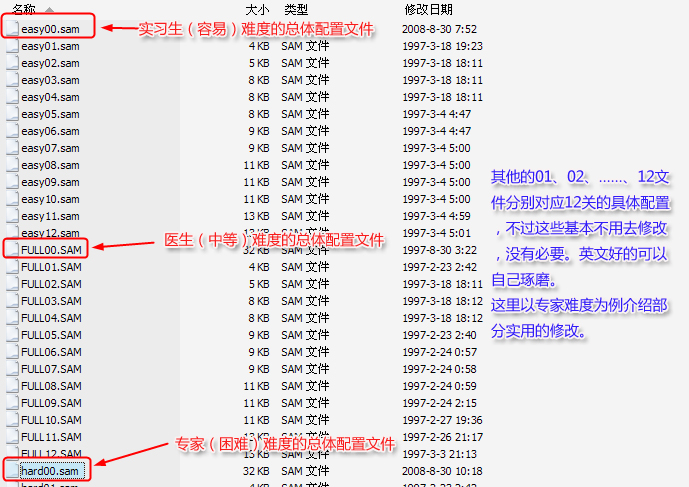 名称 大小 类型 修改日期
easy00.sam 实习生（容易）难度的总体配置文件 2008-8-30 7:52
easy01.sam 4 KB SAM 文件 1997-3-18 19:23
easy02.sam 5 KB SAM 文件 1997-3-18 18:11
easy03.sam 8 KB SAM 文件 1997-3-18 18:11
easy04.sam 4 KB SAM 文件 1997-3-18 18:11
easy05.sam 8 KB SAM 文件 1997-3-4 4:47
easy06.sam 9 KB SAM 文件 1997-3-4 4:47
easy07.sam 9 KB SAM 文件 1997-3-4 5:00
easy08.sam 11 KB SAM 文件 1997-3-4 5:00
easy09.sam 11 KB SAM 文件 1997-3-4 5:00
easy10.sam 11 KB SAM 文件 1997-3-4 5:00
easy11.sam 13 KB SAM 文件 1997-3-4 4:59
easy12.sam KB SAM 文件 1997-3-4 5:01
FULL00.SAM 医生（中等）难度的总体配置文件 32 KB SAM 文件 1997-8-30 3:22
FULL01.SAM 4 KB SAM 文件 1997-2-23 2:42
FULL02.SAM 5 KB SAM 文件 1997-3-18 18:11
FULL03.SAM 8 KB SAM 文件 1997-3-18 18:12
FULL04.SAM 8 KB SAM 文件 1997-3-18 18:12
FULL05.SAM 9 KB SAM 文件 1997-2-23 2:40
FULL06.SAM 9 KB SAM 文件 1997-2-24 0:57
FULL07.SAM 9 KB SAM 文件 1997-2-24 0:58
FULL08.SAM 11 KB SAM 文件 1997-2-24 0:59
FULL09.SAM 11 KB SAM 文件 1997-2-24 2:15
FULL10.SAM 11 KB SAM 文件 1997-2-27 19:36
FULL11.SAM 13 KB SAM 文件 1997-2-26 21:17
FULL12.SAM KB SAM 文件 1997-3-3 21:13
专家（困难）难度的总体配置文件
hard00.sam 32 KB SAM 文件 2008-8-30 10:18
其他的01、02、……、12文
件分别对应12关的具体配置
，不过这些基本不用去修改
，没有必要。英文好的可以
自己琢磨。
这里以专家难度为例介绍部
分实用的修改。